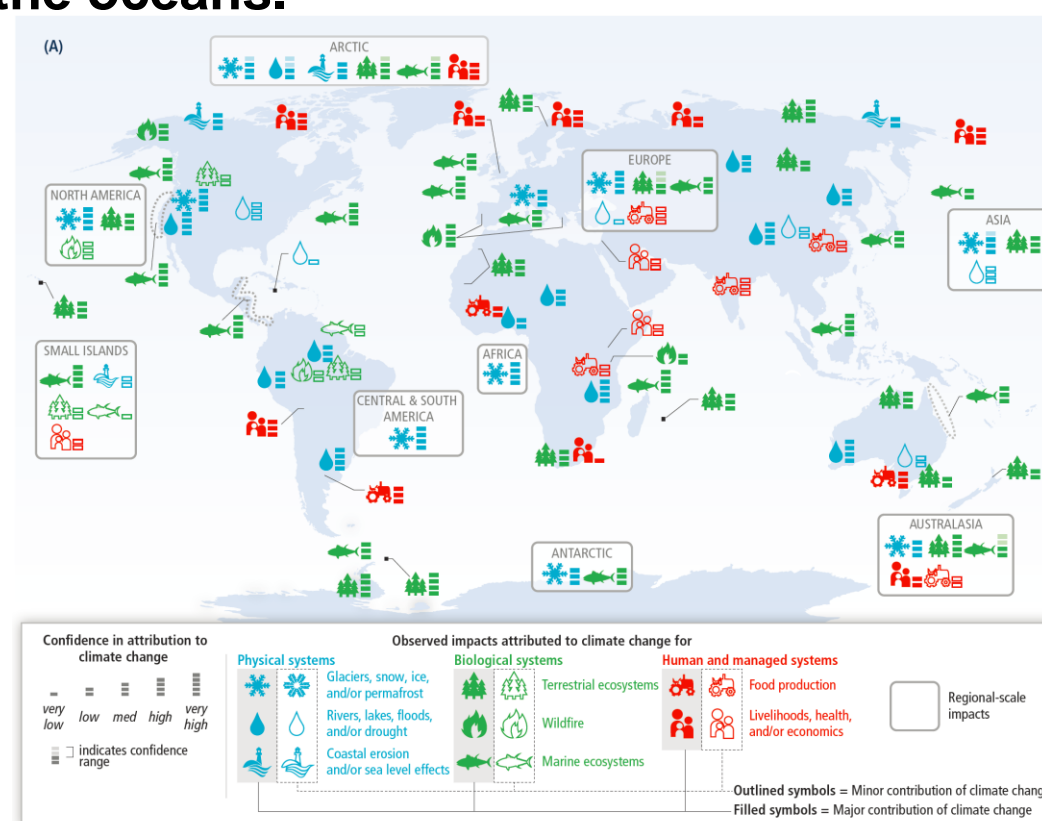 the oceans.
(A)
ARCTIC
EUROPE
NORTH AMERICA
ASIA
SMALL ISLANDS
AFRICA
CENTRAL & SOUTH
AMERICA
AUSTRALASIA
ANTARCTIC
Confidence in attribution to
climate change
very
low
low
med
high
very
high
indicates confidence
range
Observed impacts attributed to climate change for
Physical systems
Glaciers, snow, ice,
and/or permafrost
Rivers, lakes, floods,
and/or drought
Coastal erosion
and/or sea level effects
Biological systems
Terrestrial ecosystems
Wildfire
Marine ecosystems
Human and managed systems
Food production
Livelihoods, health,
and/or economics
Regional-scale
impacts
Outlined symbols = Minor contribution of climate chang
Filled symbols = Major contribution of climate change